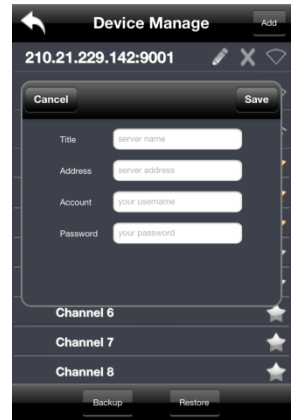 Device Manage
Add
210.21.229.142:9001
Cancel
Save
Title
server name
Address
server address
Account
your username
Password
your password
Channel 6
Channel 7
Channel 8
Backup
Restore